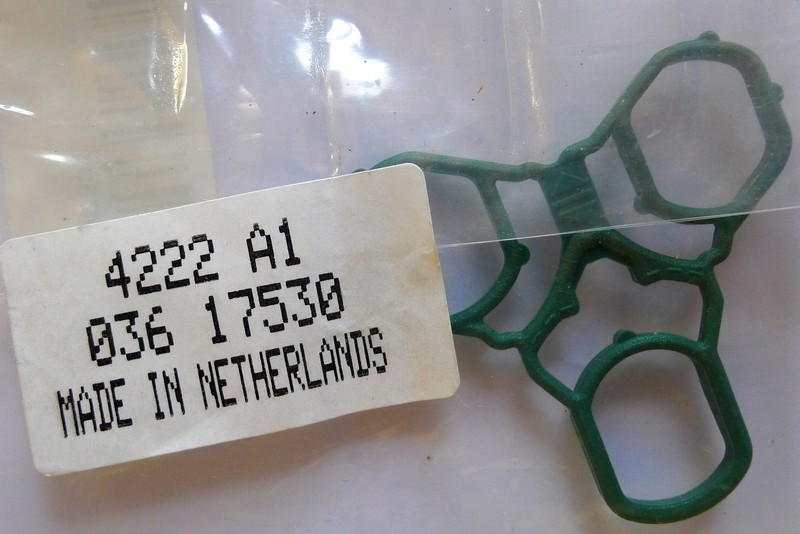 4222 A1
036 17530
MADE IN NETHERLANDS